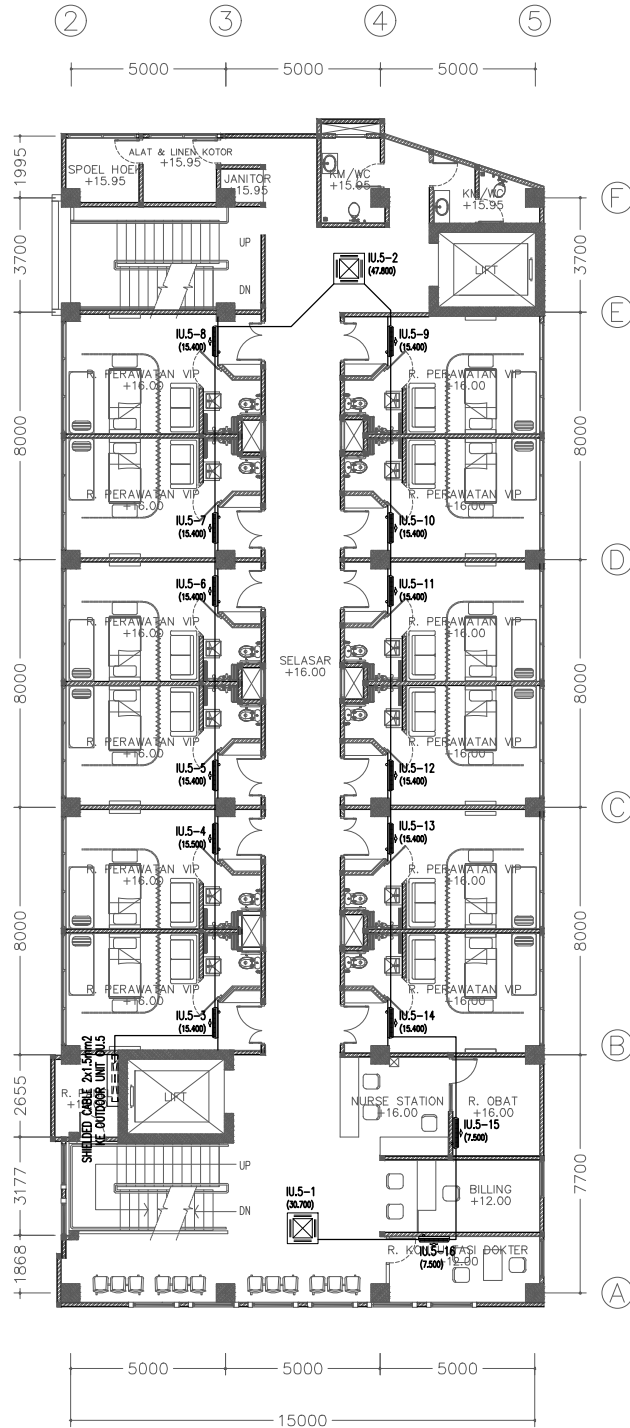 2 3 4 5
5000 5000 5000
1995
ALAT & LINEN KOTOR
+15.95
SPOEL HOEK
+15.95
JANITOR
+15.95
KM/WC
+15.95
KM/WC
+15.95
F
3700
UP
DN
IU.5-2
(47.800)
LIFT
3700
E
IU.5-8
(15.400)
IU.5-9
(15.400)
R. PERAWATAN VIP
+16.00
R. PERAWATAN VIP
+16.00
8000
8000
R. PERAWATAN VIP
+16.00
R. PERAWATAN VIP
+16.00
IU.5-7
(15.400)
IU.5-10
(15.400)
D
IU.5-6
(15.400)
IU.5-11
(15.400)
R. PERAWATAN VIP
+16.00
R. PERAWATAN VIP
+16.00
SELASAR
+16.00
8000
8000
R. PERAWATAN VIP
+16.00
R. PERAWATAN VIP
+16.00
IU.5-5
(15.400)
IU.5-12
(15.400)
C
IU.5-4
(15.500)
IU.5-13
(15.400)
R. PERAWATAN VIP
+16.00
R. PERAWATAN VIP
+16.00
8000
8000
R. PERAWATAN VIP
+16.00
R. PERAWATAN VIP
+16.00
IU.5-3
(15.400)
IU.5-14
(15.400)
B
SHIELDED CABLE 2x1.5mm2
KE OUTDOOR UNIT OU.5
2655
LIFT
NURSE STATION
+16.00
R. OBAT
+16.00
IU.5-15
(7.500)
7700
3177
UP
DN
IU.5-1
(30.700)
BILLING
+12.00
IU.5-16
(7.500)
R. KONSULTASI DOKTER
+12.00
1868
A
5000 5000 5000
15000